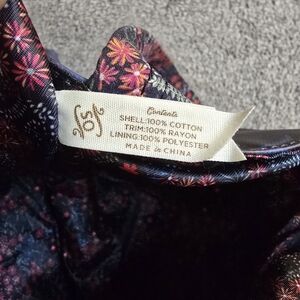 Contents
SHELL:100% COTTON
TRIM:100% RAYON
LINING:100% POLYESTER
MADE IN CHINA